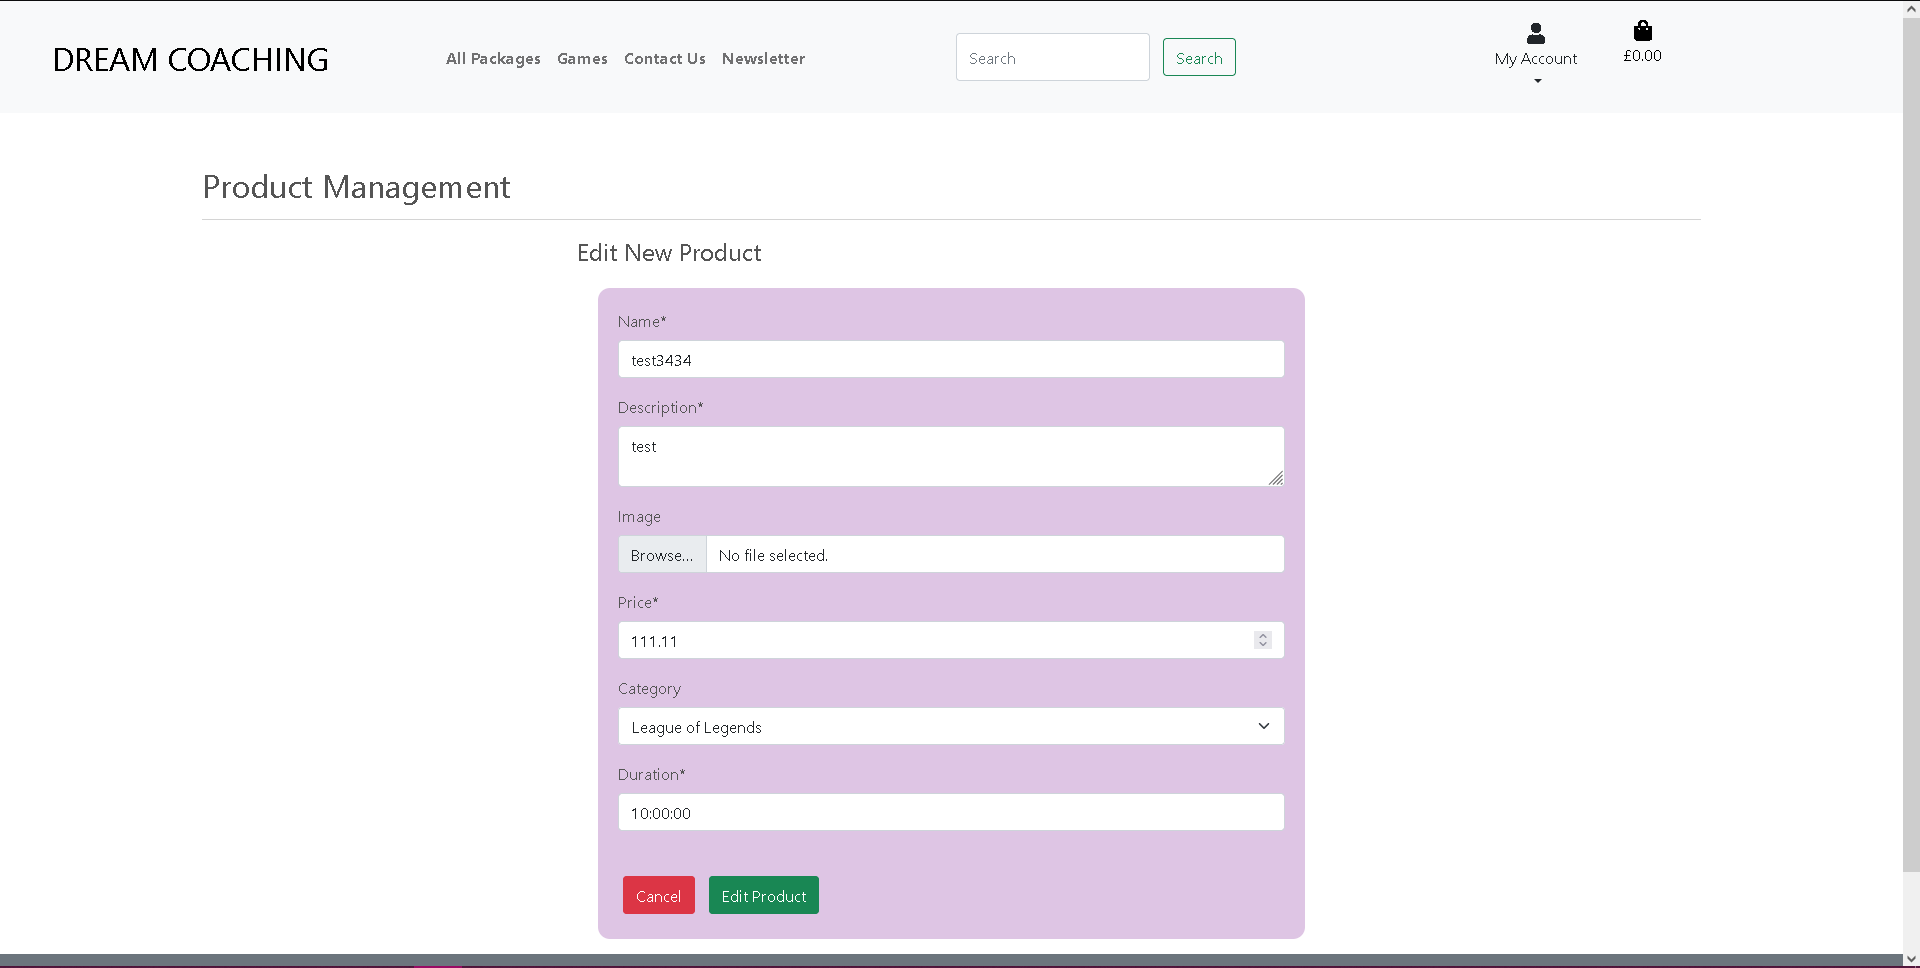 DREAM COACHING
All Packages Games Contact Us Newsletter
Search
Search
My Account
£0.00
Product Management
Edit New Product
Name*
test3434
Description*
test
Image
Browse... No file selected.
Price*
111.11
Category
League of Legends
Duration*
10:00:00
Cancel
Edit Product